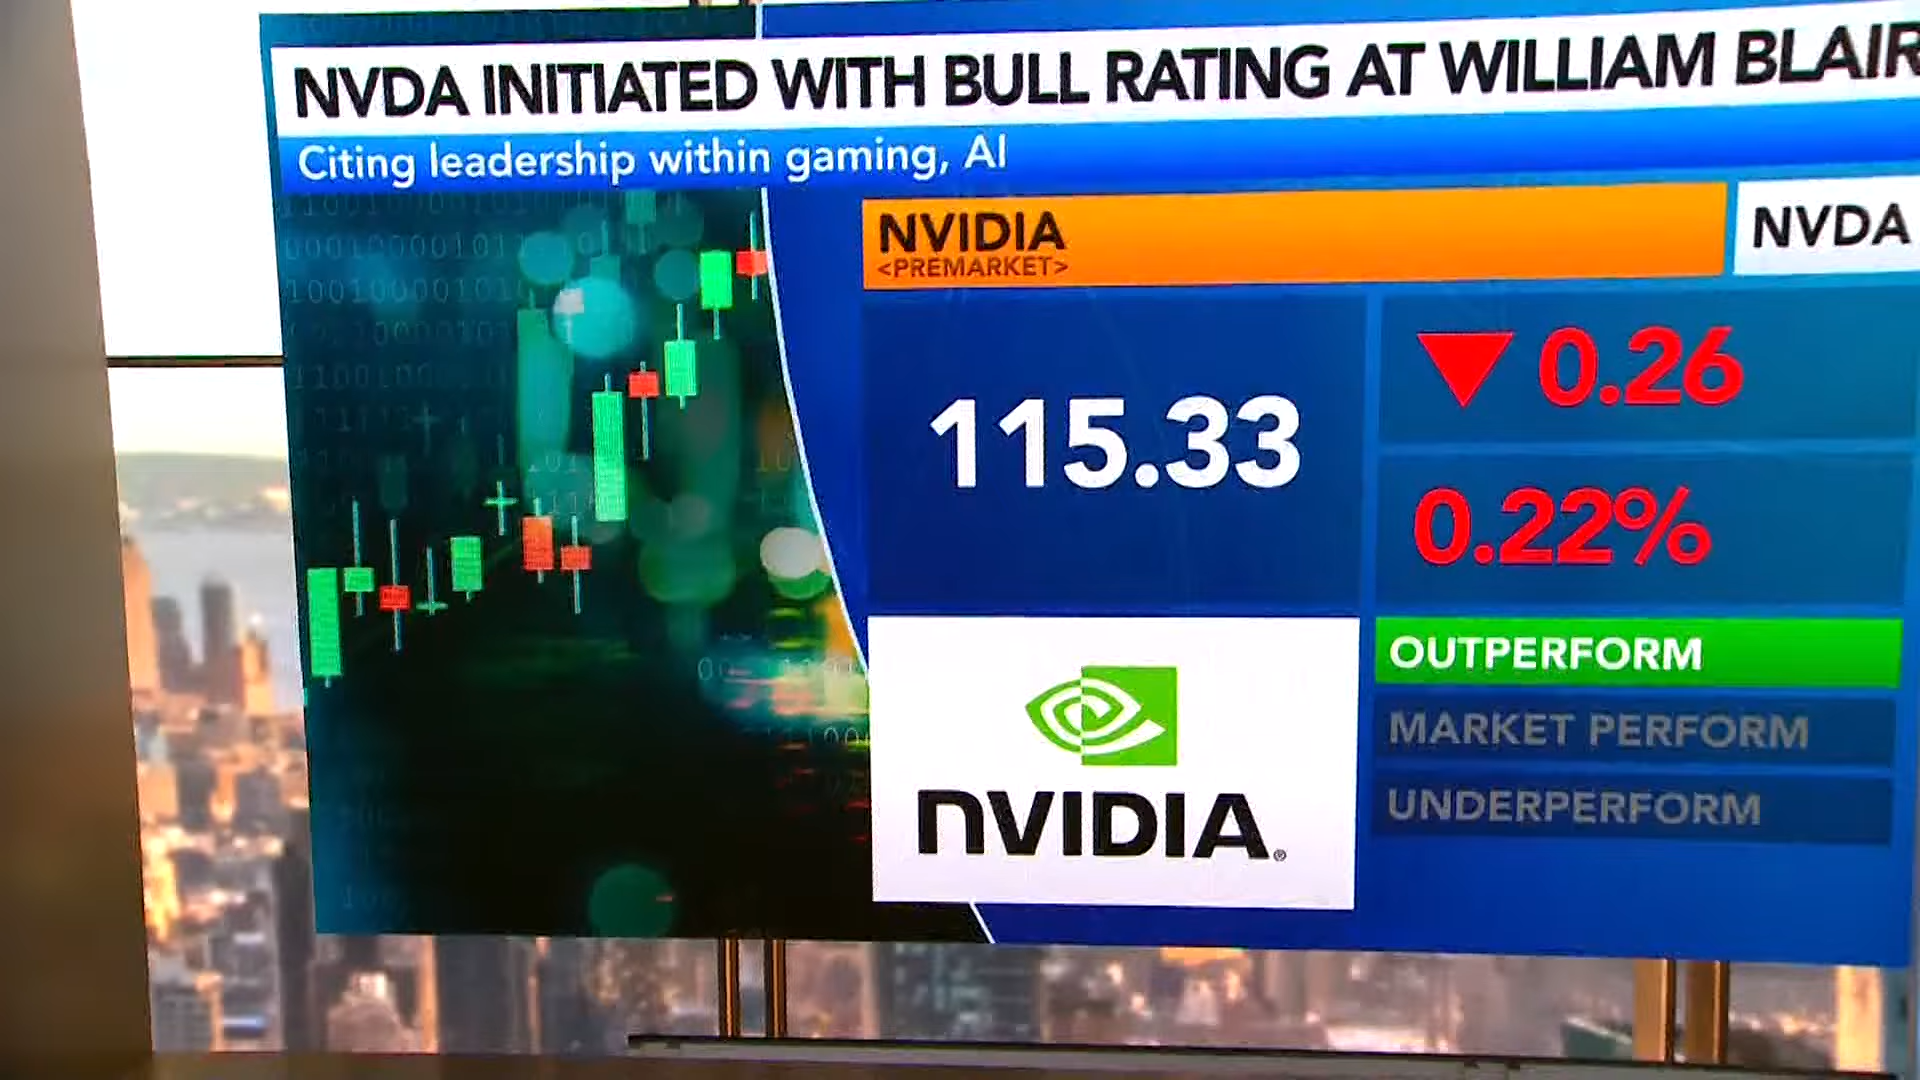 NVDA INITIATED WITH BULL RATING AT WILLIAM BLAIR
Citing leadership within gaming, AI
NVIDIA
<PREMARKET>
NVDA
115.33
▼ 0.26
0.22%
OUTPERFORM
MARKET PERFORM
UNDERPERFORM
NVIDIA®